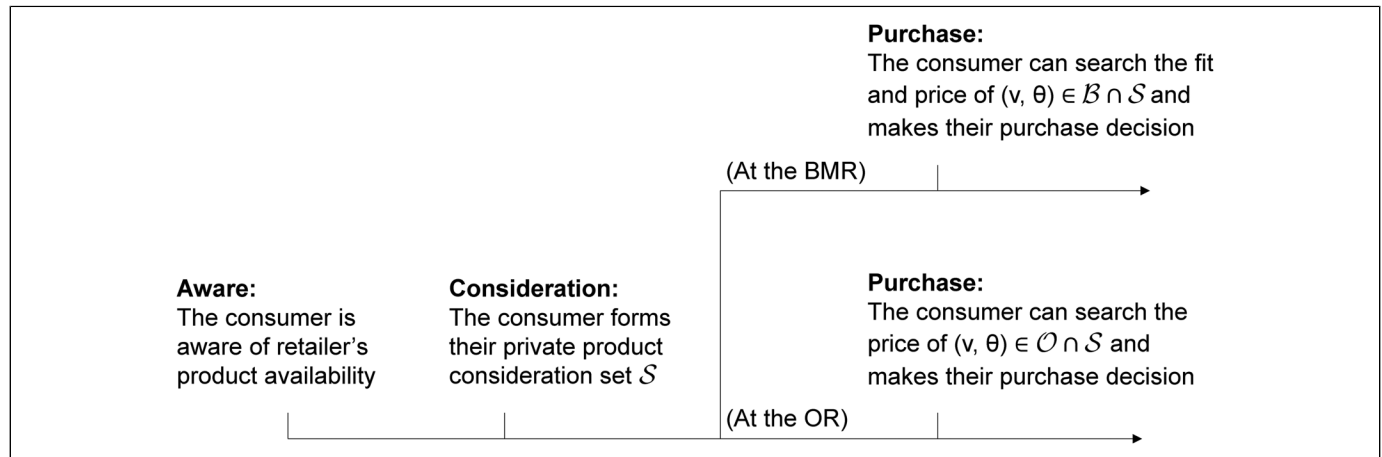 Purchase:
The consumer can search the fit
and price of (v, θ) ∈ ℬ ∩ 𝒮 and
makes their purchase decision
(At the BMR)
Aware:
The consumer is
aware of retailer’s
product availability
Consideration:
The consumer forms
their private product
consideration set 𝒮
Purchase:
The consumer can search the
price of (v, θ) ∈ 𝒪 ∩ 𝒮 and
makes their purchase decision
(At the OR)